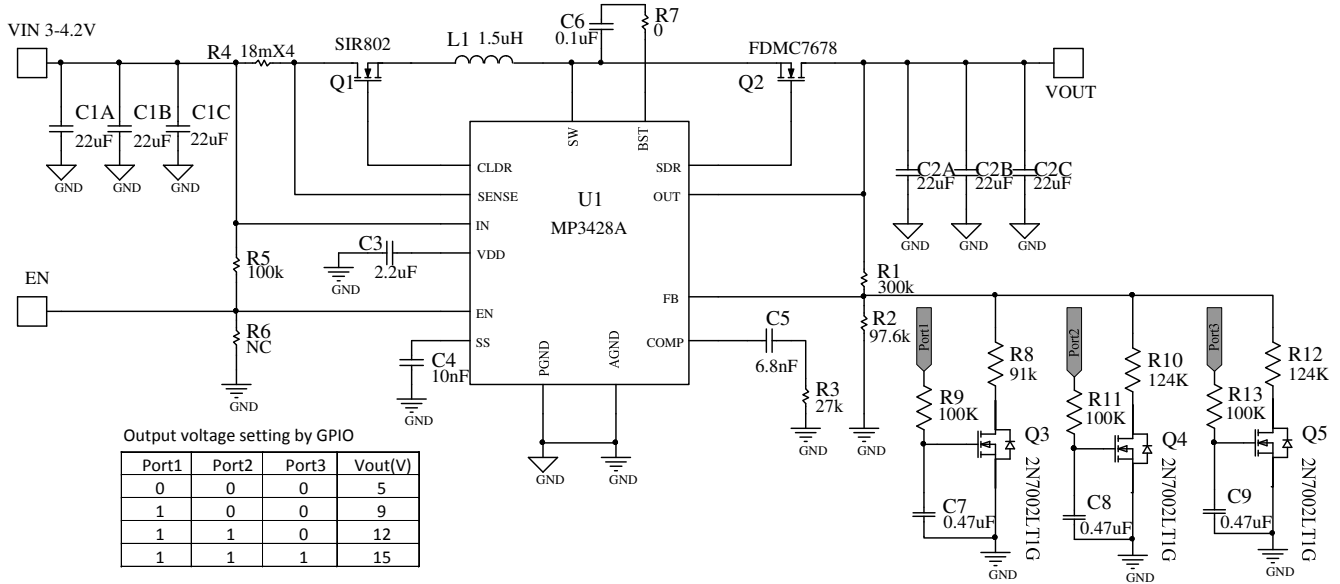 VIN 3-4.2V
R4
18mX4
SIR802
Q1
L1 1.5uH
C6
0.1uF
R7
0
FDMC7678
Q2
VOUT
C1A
22uF
C1B
22uF
C1C
22uF
GND
GND
GND
SW
BST
CLDR
SENSE
IN
VDD
EN
SS
PGND
AGND
SDR
OUT
FB
COMP
U1
MP3428A
C2A
22uF
C2B
22uF
C2C
22uF
GND
GND
GND
C3
2.2uF
GND
R5
100k
EN
R6
NC
GND
C4
10nF
GND
GND
GND
C5
6.8nF
R3
27k
GND
R1
300k
R2
97.6k
GND
Port1
R9
100K
R8
91k
Q3
2N7002LT1G
C7
0.47uF
GND
Port2
R11
100K
R10
124K
Q4
2N7002LT1G
C8
0.47uF
GND
Port3
R13
100K
R12
124K
Q5
2N7002LT1G
C9
0.47uF
GND
Output voltage setting by GPIO
Port1 Port2 Port3 Vout(V)
0 0 0 5
1 0 0 9
1 1 0 12
1 1 1 15